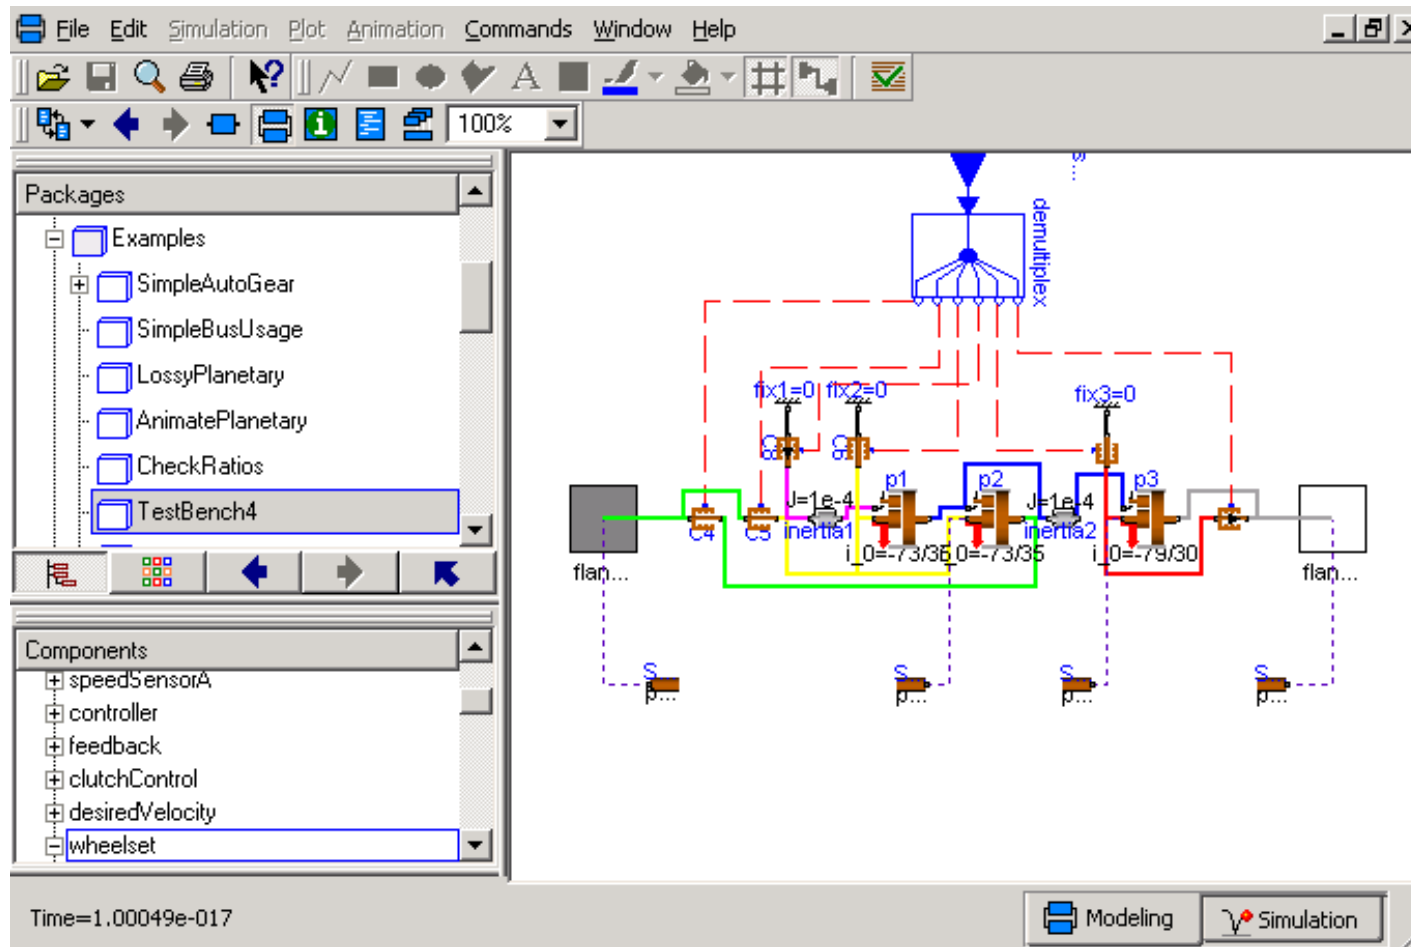 File Edit Simulation Plot Animation Commands Window Help
A
100%
Packages
Examples
SimpleAutoGear
SimpleBusUsage
LossyPlanetary
AnimatePlanetary
CheckRatios
TestBench4
Components
speedSensorA
controller
feedback
clutchControl
desiredVelocity
wheelset
demultiplex
fix1=0 fix2=0
fix3=0
p1 p2 p3
J=1e-4 J=1e-4
C4 C5 inertia1 inertia2
i_0=-73/35 _0=-73/35 i_0=-79/30
flan... flan...
S... S... S... S...
p... p... p... p...
Time=1.00049e-017
Modeling Simulation